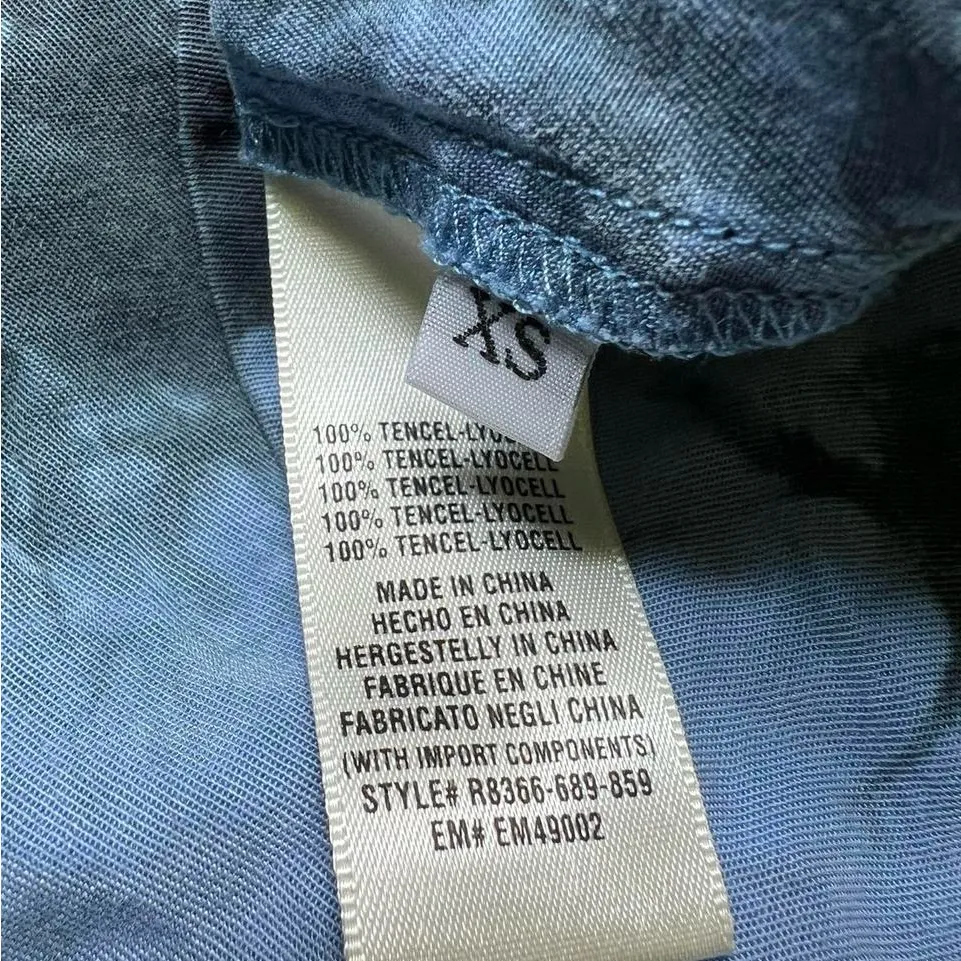 XS
100% TENCEL-LYOCELL
100% TENCEL-LYOCELL
100% TENCEL-LYOCELL
100% TENCEL-LYOCELL
100% TENCEL-LYOCELL
MADE IN CHINA
HECHO EN CHINA
HERGESTELLY IN CHINA
FABRIQUE EN CHINE
FABRICATO NEGLI CHINA
(WITH IMPORT COMPONENTS)
STYLE# R8366-689-859
EM# EM49002